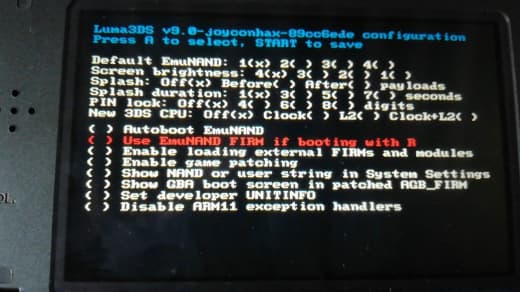 Luma3DS v9.0-joyconhax-89cc6ede configuration
Press A to select, START to save
Default EmuNAND: 1(x) 2( ) 3( ) 4( )
Screen brightness: 4(x) 3( ) 2( ) 1( )
Splash: Off(x) Before( ) After( ) payloads
Splash duration: 1(x) 3( ) 5( ) 7( ) seconds
PIN lock: Off(x) 4( ) 6( ) 8( ) digits
New 3DS CPU: Off(x) Clock( ) L2( ) Clock+L2( )
( ) Autoboot EmuNAND
( ) Use EmuNAND FIRM if booting with R
( ) Enable loading external FIRMs and modules
( ) Enable game patching
( ) Show NAND or user string in System Settings
( ) Show GBA boot screen in patched AGB_FIRM
( ) Set developer UNITINFO
( ) Disable ARM11 exception handlers